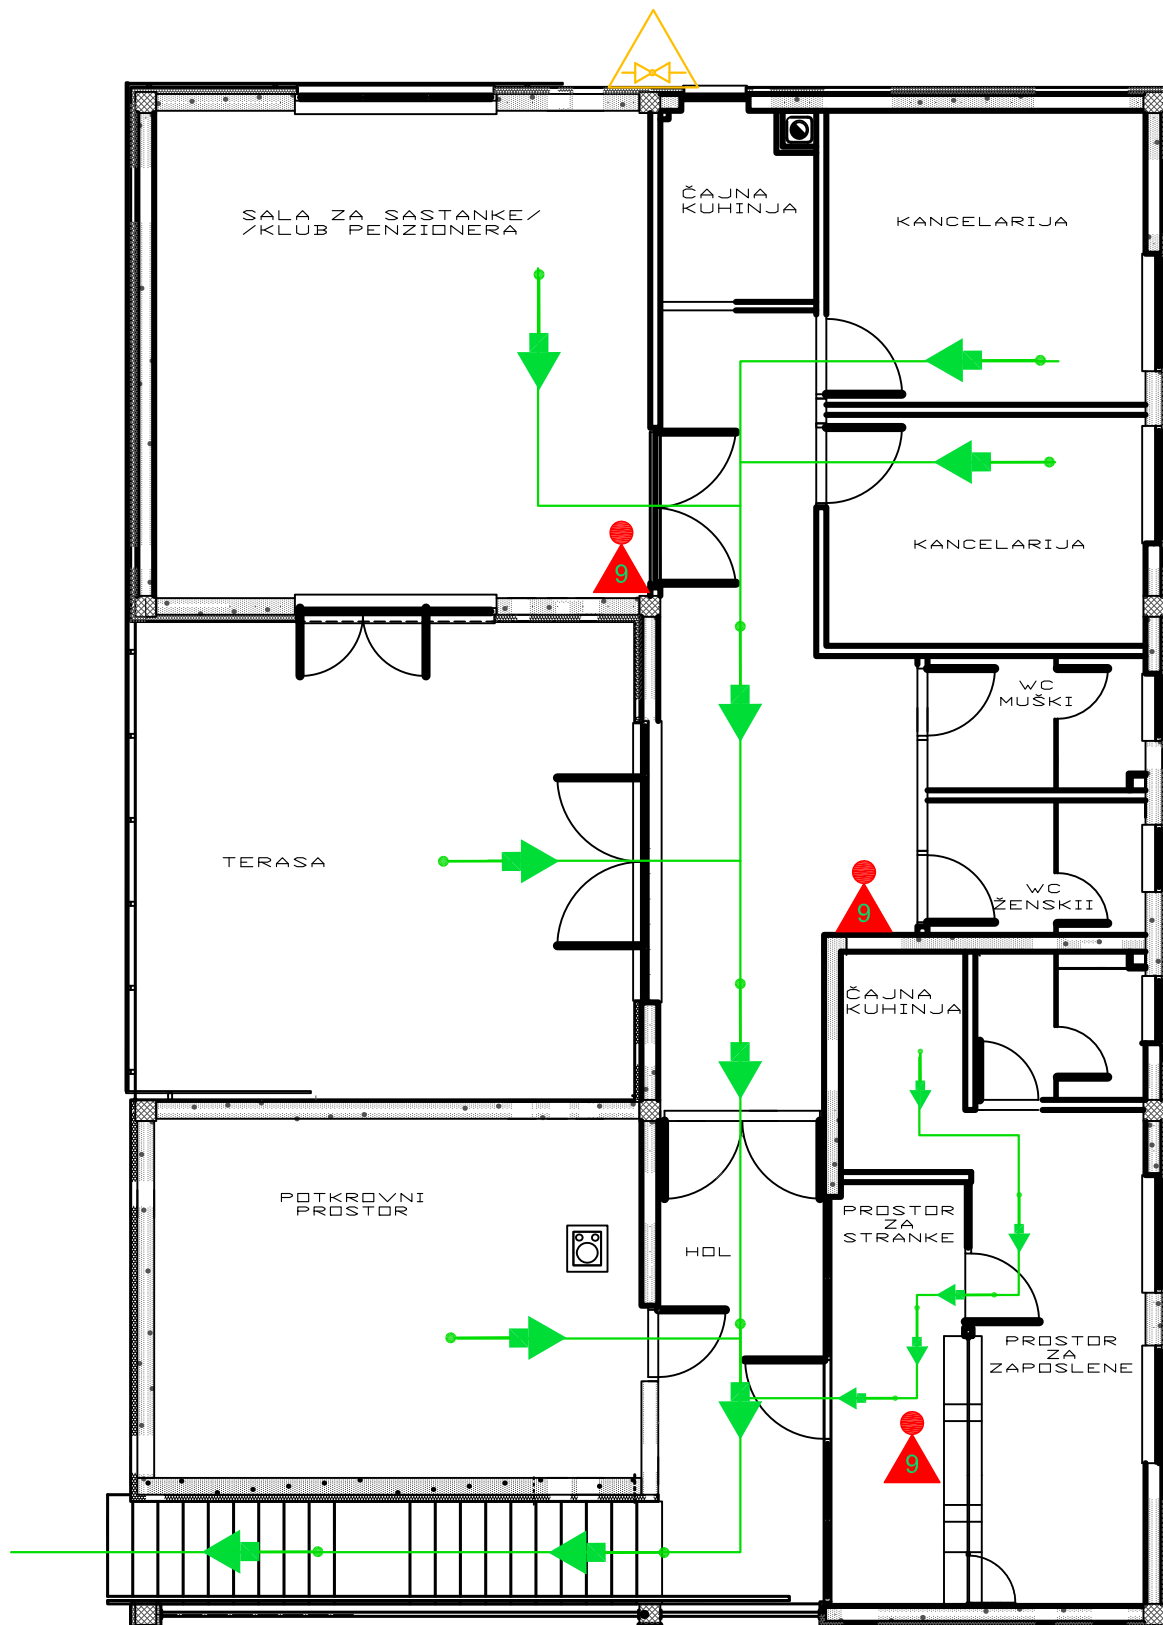 SALA ZA SASTANKE/
/KLUB PENZIONERA
ČAJNA
KUHINJA
KANCELARIJA
9
KANCELARIJA
WC
MUŠKI
TERASA
9
WC
ŽENSKII
ČAJNA
KUHINJA
POTKROVNI
PROSTOR
HOL
PROSTOR
ZA
STRANKE
PROSTOR
ZA
ZAPOSLENE
9